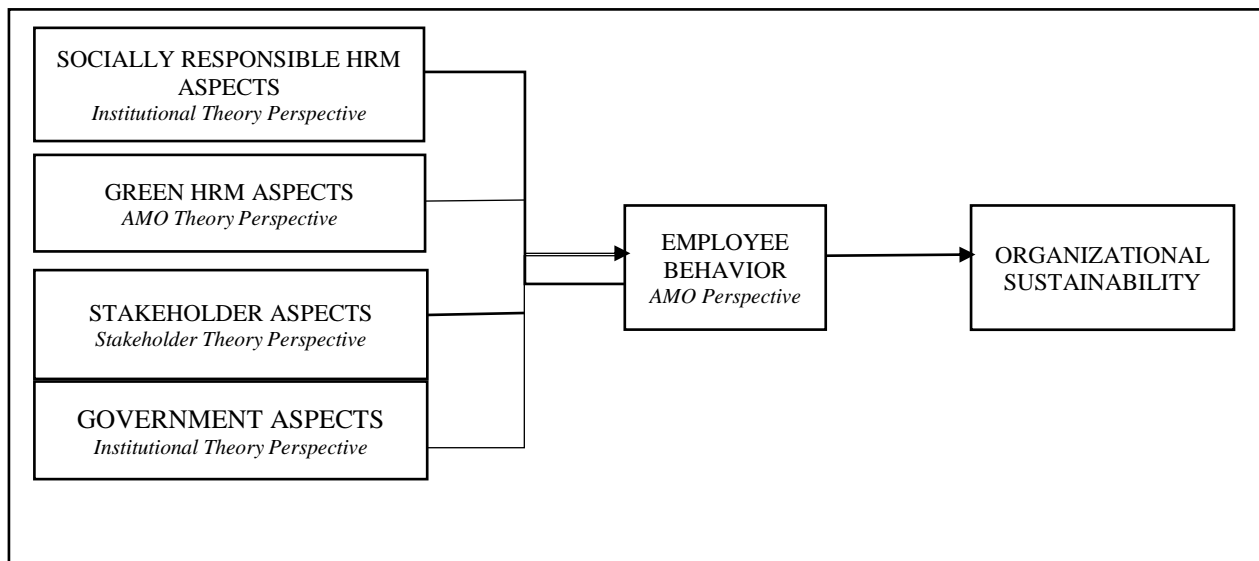 SOCIALLY RESPONSIBLE HRM
ASPECTS
Institutional Theory Perspective
GREEN HRM ASPECTS
AMO Theory Perspective
STAKEHOLDER ASPECTS
Stakeholder Theory Perspective
GOVERNMENT ASPECTS
Institutional Theory Perspective
EMPLOYEE
BEHAVIOR
AMO Perspective
ORGANIZATIONAL
SUSTAINABILITY